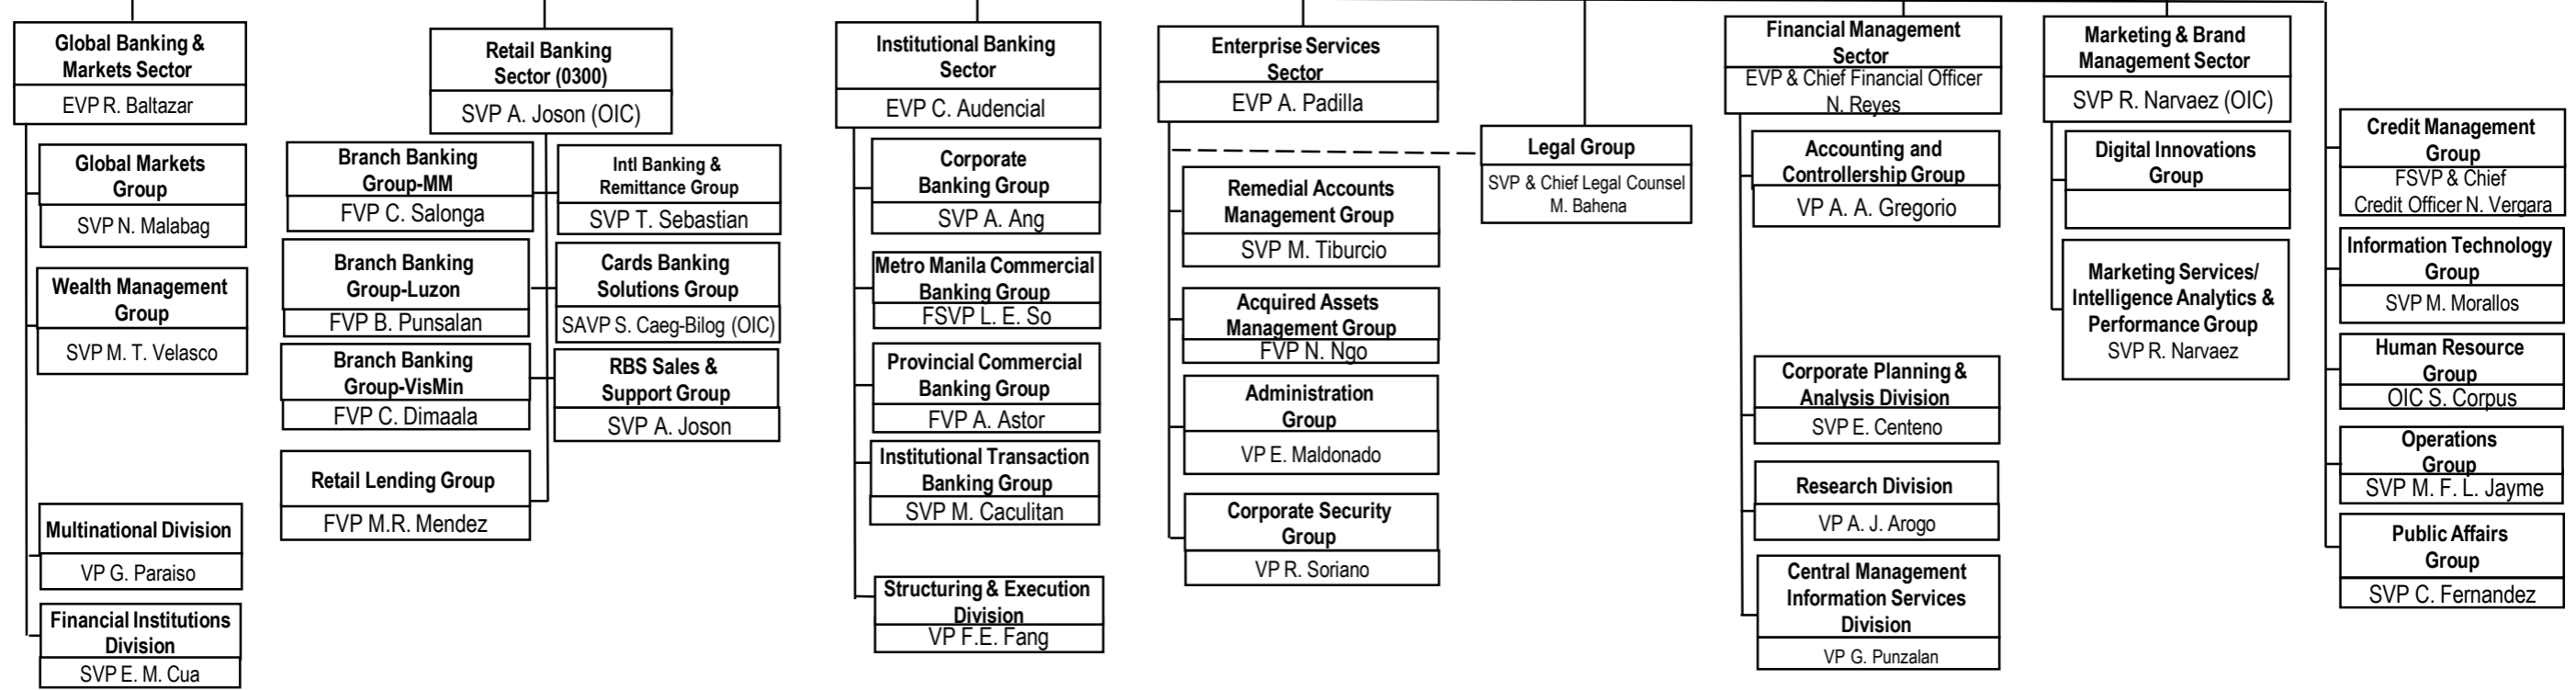 Global Banking &
Markets Sector
EVP R. Baltazar
Global Markets
Group
SVP N. Malabag
Wealth Management
Group
SVP M. T. Velasco
Multinational Division
VP G. Paraiso
Financial Institutions
Division
SVP E. M. Cua
Retail Banking
Sector (0300)
SVP A. Joson (OIC)
Branch Banking
Group-MM
FVP C. Salonga
Branch Banking
Group-Luzon
FVP B. Punsalan
Branch Banking
Group-VisMin
FVP C. Dimaala
Retail Lending Group
FVP M.R. Mendez
Intl Banking &
Remittance Group
SVP T. Sebastian
Cards Banking
Solutions Group
SAVP S. Caeg-Bilog (OIC)
RBS Sales &
Support Group
SVP A. Joson
Institutional Banking
Sector
EVP C. Audencial
Corporate
Banking Group
SVP A. Ang
Metro Manila Commercial
Banking Group
FSVP L. E. So
Provincial Commercial
Banking Group
FVP A. Astor
Institutional Transaction
Banking Group
SVP M. Caculitan
Structuring & Execution
Division
VP F.E. Fang
Enterprise Services
Sector
EVP A. Padilla
Remedial Accounts
Management Group
SVP M. Tiburcio
Acquired Assets
Management Group
FVP N. Ngo
Administration
Group
VP E. Maldonado
Corporate Security
Group
VP R. Soriano
Legal Group
SVP & Chief Legal Counsel
M. Bahena
Financial Management
Sector
EVP & Chief Financial Officer
N. Reyes
Accounting and
Controllership Group
VP A. A. Gregorio
Corporate Planning &
Analysis Division
SVP E. Centeno
Research Division
VP A. J. Arogo
Central Management
Information Services
Division
VP G. Punzalan
Marketing & Brand
Management Sector
SVP R. Narvaez (OIC)
Digital Innovations
Group
Marketing Services/
Intelligence Analytics &
Performance Group
SVP R. Narvaez
Credit Management
Group
FSVP & Chief
Credit Officer N. Vergara
Information Technology
Group
SVP M. Morallos
Human Resource
Group
OIC S. Corpus
Operations
Group
SVP M. F. L. Jayme
Public Affairs
Group
SVP C. Fernandez